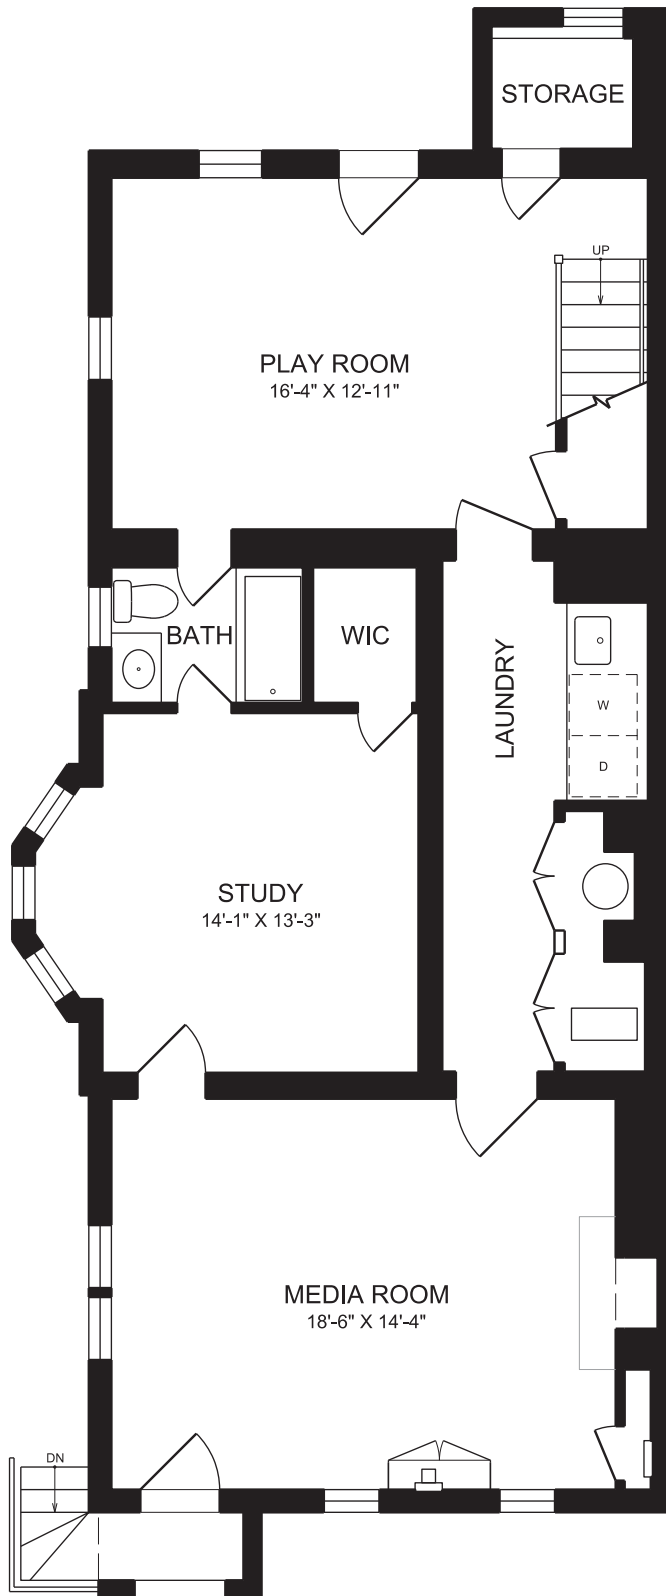 STORAGE
UP
PLAY ROOM
16'-4" X 12'-11"
BATH
WIC
LAUNDRY
W
D
STUDY
14'-1" X 13'-3"
MEDIA ROOM
18'-6" X 14'-4"
DN